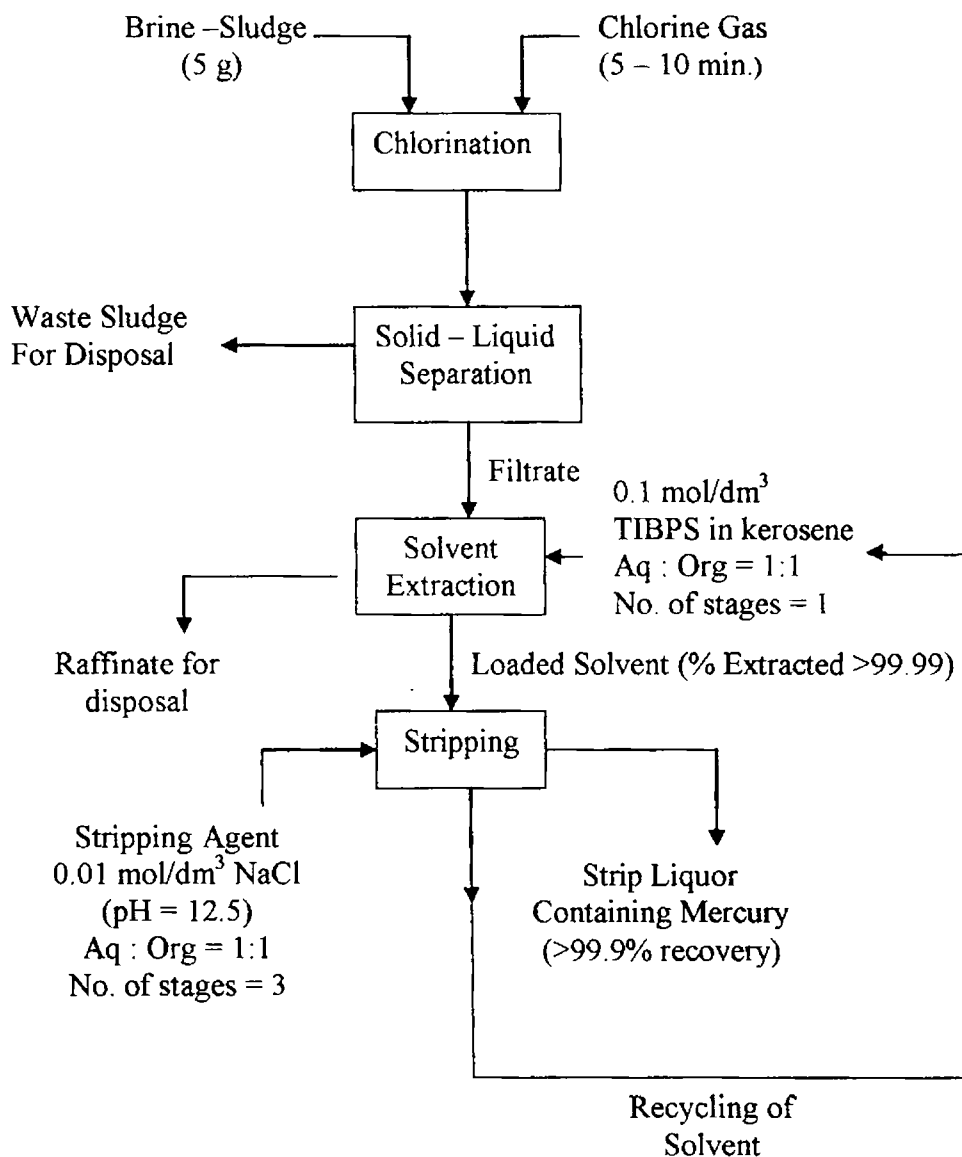 Brine –Sludge
(5 g)
Chlorine Gas
(5 – 10 min.)
Chlorination
Waste Sludge
For Disposal
Solid – Liquid
Separation
Filtrate
0.1 mol/dm³
TIBPS in kerosene
Aq : Org = 1:1
No. of stages = 1
Solvent
Extraction
Raffinate for
disposal
Loaded Solvent (% Extracted >99.99)
Stripping
Stripping Agent
0.01 mol/dm³ NaCl
(pH = 12.5)
Aq : Org = 1:1
No. of stages = 3
Strip Liquor
Containing Mercury
(>99.9% recovery)
Recycling of
Solvent